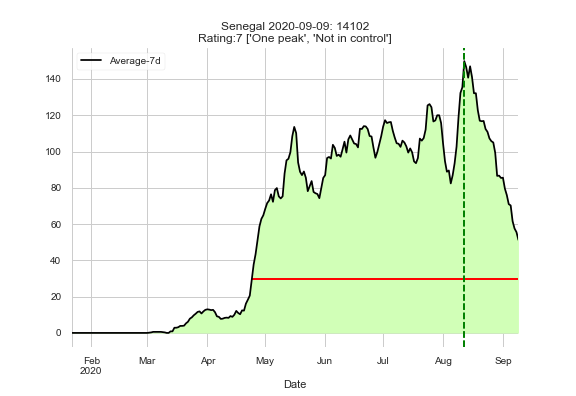 Senegal 2020-09-09: 14102
Rating:7 ['One peak', 'Not in control']
Average-7d
140
120
100
80
60
40
20
0
Feb Mar Apr May Jun Jul Aug Sep
2020
Date